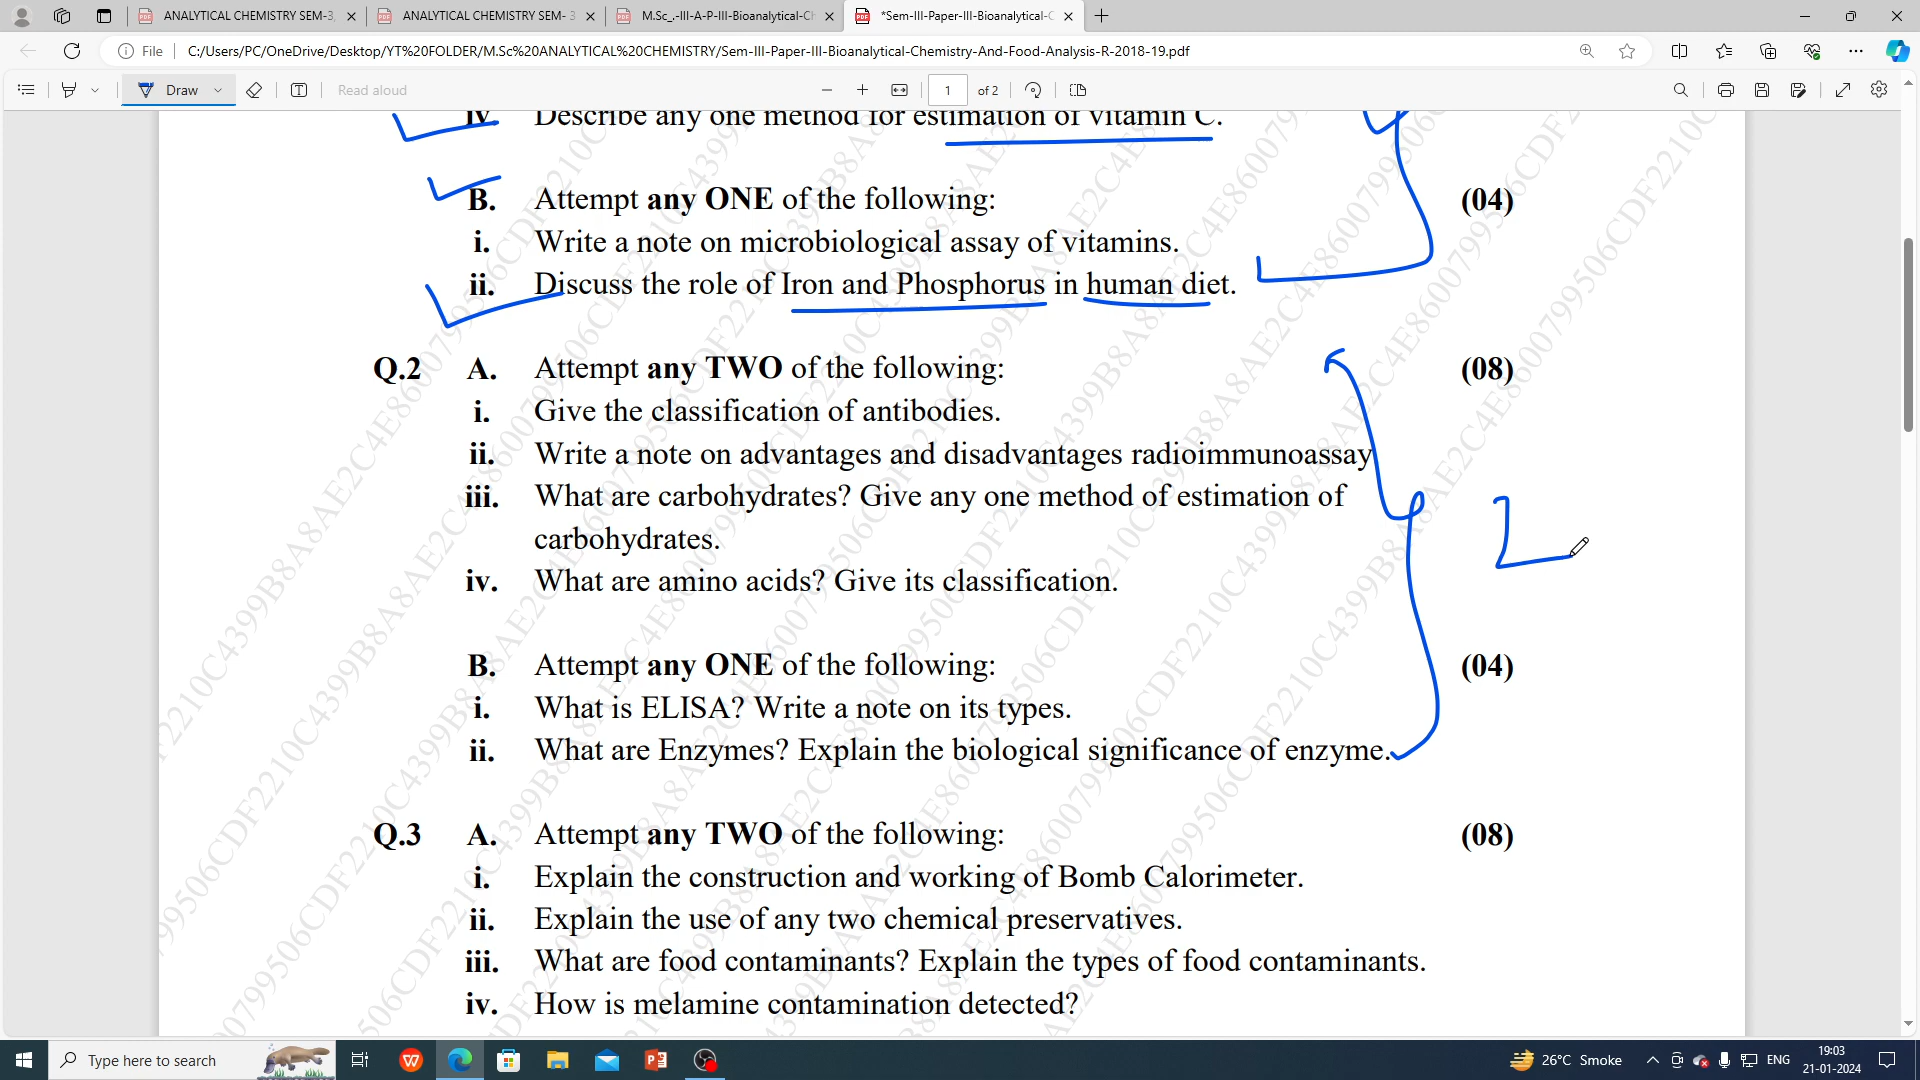 ANALYTICAL CHEMISTRY SEM-3
ANALYTICAL CHEMISTRY SEM- 3
M.Sc_.-III-A-P-III-Bioanalytical-Ch
*Sem-III-Paper-III-Bioanalytical-C
File
C:/Users/PC/OneDrive/Desktop/YT%20FOLDER/M.Sc%20ANALYTICAL%20CHEMISTRY/Sem-III-Paper-III-Bioanalytical-Chemistry-And-Food-Analysis-R-2018-19.pdf
Draw
Read aloud
1 of 2
iv. Describe any one method for estimation of vitamin C.
B. Attempt any ONE of the following: (04)
i. Write a note on microbiological assay of vitamins.
ii. Discuss the role of Iron and Phosphorus in human diet.
Q.2 A. Attempt any TWO of the following: (08)
i. Give the classification of antibodies.
ii. Write a note on advantages and disadvantages radioimmunoassay
iii. What are carbohydrates? Give any one method of estimation of
carbohydrates.
iv. What are amino acids? Give its classification.
B. Attempt any ONE of the following: (04)
i. What is ELISA? Write a note on its types.
ii. What are Enzymes? Explain the biological significance of enzyme.
Q.3 A. Attempt any TWO of the following: (08)
i. Explain the construction and working of Bomb Calorimeter.
ii. Explain the use of any two chemical preservatives.
iii. What are food contaminants? Explain the types of food contaminants.
iv. How is melamine contamination detected?
Type here to search
26°C Smoke
ENG
19:03
21-01-2024